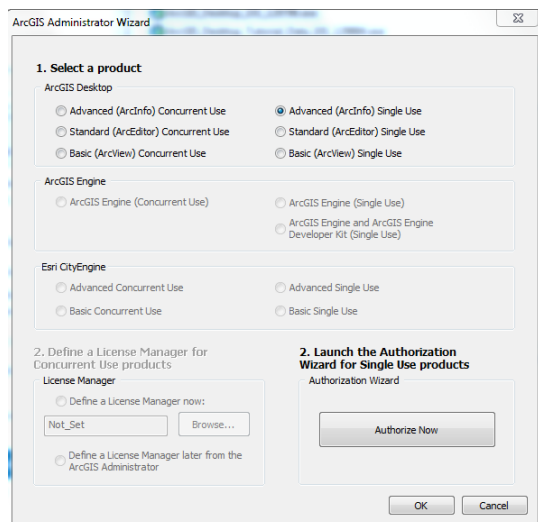 ArcGIS Administrator Wizard
1. Select a product
ArcGIS Desktop
Advanced (ArcInfo) Concurrent Use
Advanced (ArcInfo) Single Use
Standard (ArcEditor) Concurrent Use
Standard (ArcEditor) Single Use
Basic (ArcView) Concurrent Use
Basic (ArcView) Single Use
ArcGIS Engine
ArcGIS Engine (Concurrent Use)
ArcGIS Engine (Single Use)
ArcGIS Engine and ArcGIS Engine
Developer Kit (Single Use)
Esri CityEngine
Advanced Concurrent Use
Advanced Single Use
Basic Concurrent Use
Basic Single Use
2. Define a License Manager for
Concurrent Use products
License Manager
Define a License Manager now:
Not_Set
Browse...
Define a License Manager later from the
ArcGIS Administrator
2. Launch the Authorization
Wizard for Single Use products
Authorization Wizard
Authorize Now
OK
Cancel